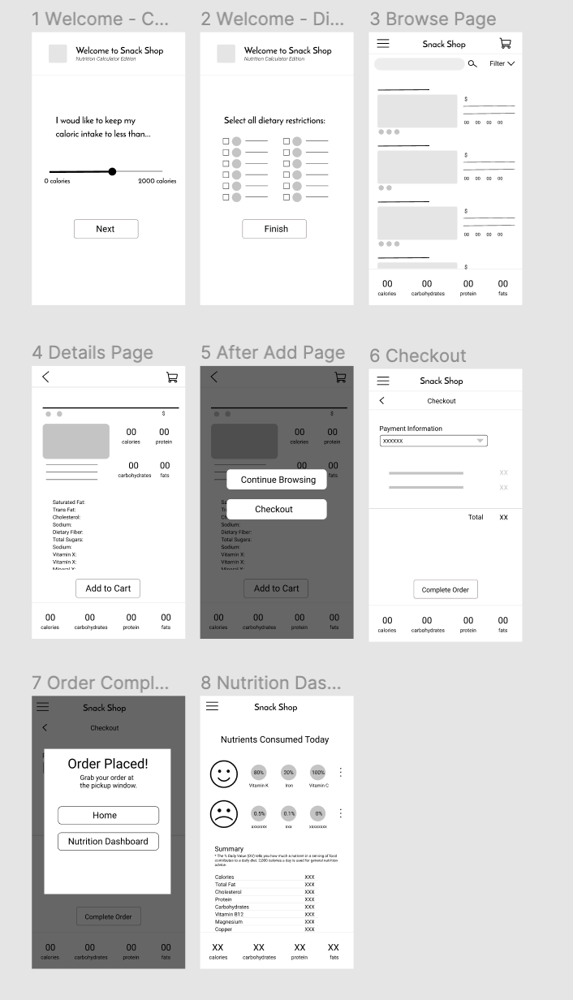 1 Welcome - C...
Welcome to Snack Shop
Nutrition Calculator Edition
I woud like to keep my
caloric intake to less than...
0 calories
2000 calories
Next
2 Welcome - Di...
Welcome to Snack Shop
Nutrition Calculator Edition
Select all dietary restrictions:
Finish
3 Browse Page
Snack Shop
Filter
$
00 00 00 00
$
00 00 00 00
$
00 00 00 00
$
00 00 00 00
calories carbohydrates protein fats
4 Details Page
$
00 00
calories protein
00 00
carbohydrates fats
Saturated Fat:
Trans Fat:
Cholesterol:
Sodium:
Dietary Fiber:
Total Sugars:
Sodium:
Vitamin X:
Vitamin X:
Mineral X:
Add to Cart
00 00 00 00
calories carbohydrates protein fats
5 After Add Page
$
00 00
calories protein
00 00
fats
Continue Browsing
Sa
Tra
Ch
Checkout
Sodium:
Dietary Fiber:
Total Sugars:
Sodium:
Vitamin X:
Vitamin X:
Mineral X:
Add to Cart
00 00 00 00
calories carbohydrates protein fats
6 Checkout
Snack Shop
Checkout
Payment Information
xxxxxx
XX
XX
Total XX
Complete Order
00 00 00 00
calories carbohydrates protein fats
7 Order Compl...
Snack Shop
Checkout
Order Placed!
Grab your order at
the pickup window.
Home
Nutrition Dashboard
Complete Order
00 00 00 00
calories carbohydrates protein fats
8 Nutrition Das...
Snack Shop
Nutrients Consumed Today
80% 20% 100%
Vitamin K Iron Vitamin C
0.5% 0.1% 0%
xxxxxxx xxx xxxxxxxx
Summary
* The % Daily Value (DV) tells you how much a nutrient in a serving of food
contributes to a daily diet. 2,000 calories a day is used for general nutrition
advice.
Calories XXX
Total Fat XXX
Cholesterol XXX
Protein XXX
Carbohydrates XXX
Vitamin B12 XXX
Magnesium XXX
Copper XXX
XX XX XX XX
calories carbohydrates protein fats